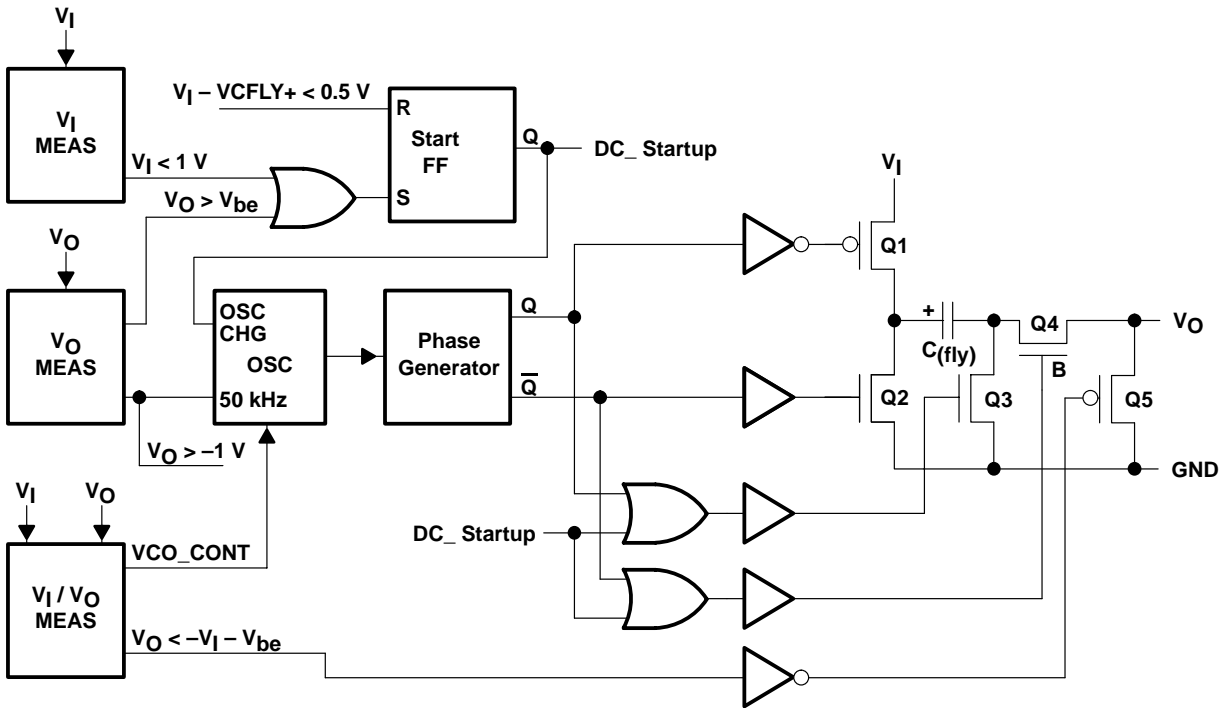 VI
VI
MEAS
VI < 1 V
VO > Vbe
VI – VCFLY+ < 0.5 V
R
Start
FF
S
Q
DC_ Startup
VO
VO
MEAS
VO > –1 V
OSC
CHG
OSC
50 kHz
Phase
Generator
Q
Q̅
VI
Q1
+
C(fly)
Q2
Q3
Q4
B
Q5
VO
GND
DC_ Startup
VI
VO
VI / VO
MEAS
VCO_CONT
VO < –VI – Vbe